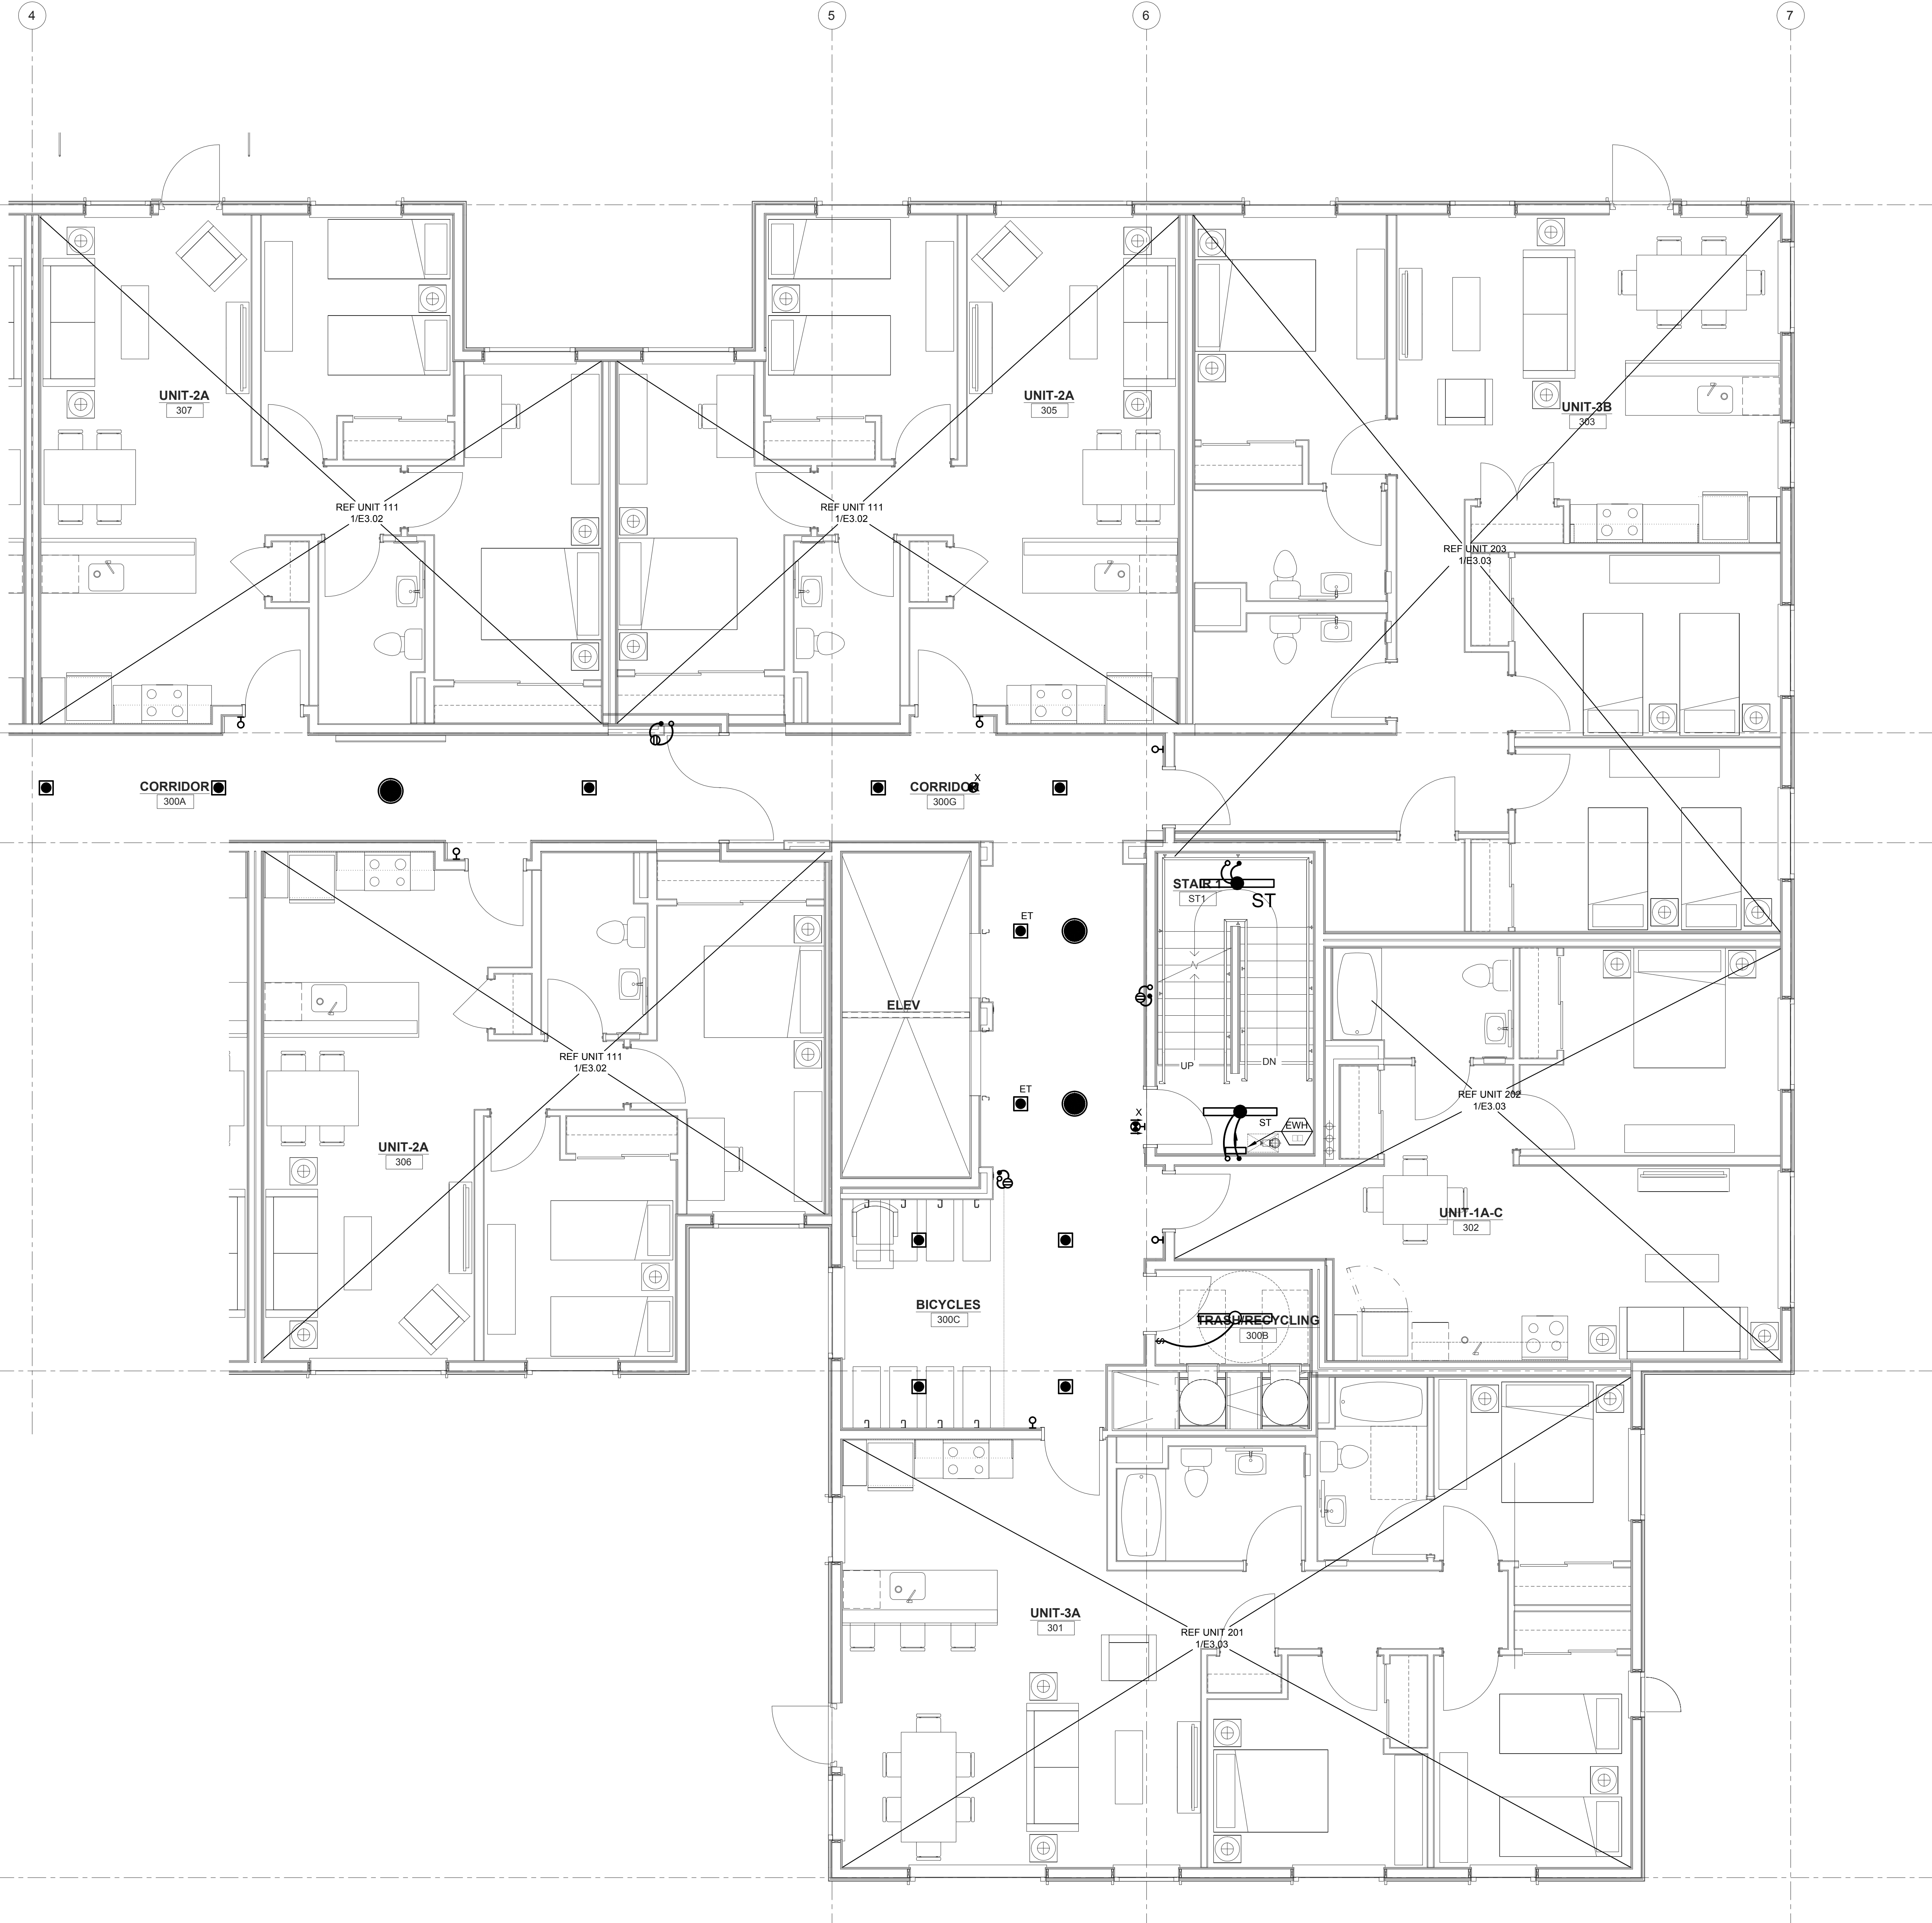 4
5
6
7
UNIT-2A
307
UNIT-2A
305
UNIT-3B
303
REF UNIT 111
1/E3.02
REF UNIT 111
1/E3.02
REF UNIT 203
1/E3.03
X
CORRIDOR
300A
CORRIDOR
300G
STAIR 1
ST1
ST
ET
ELEV
REF UNIT 111
1/E3.02
UP
DN
ET
X
ST
EWH
REF UNIT 202
1/E3.03
UNIT-2A
306
UNIT-1A-C
302
BICYCLES
300C
TRASH/RECYCLING
300B
S
UNIT-3A
301
REF UNIT 201
1/E3.03